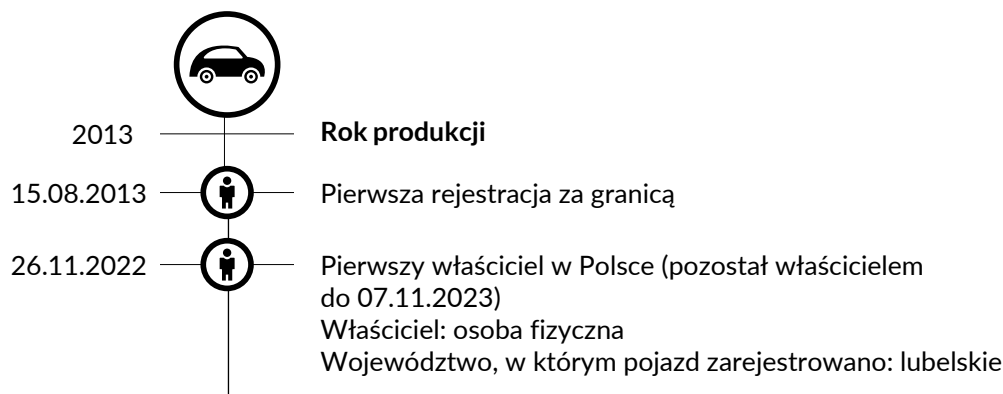 2013
Rok produkcji
15.08.2013
Pierwsza rejestracja za granicą
26.11.2022
Pierwszy właściciel w Polsce (pozostał właścicielem
do 07.11.2023)
Właściciel: osoba fizyczna
Województwo, w którym pojazd zarejestrowano: lubelskie